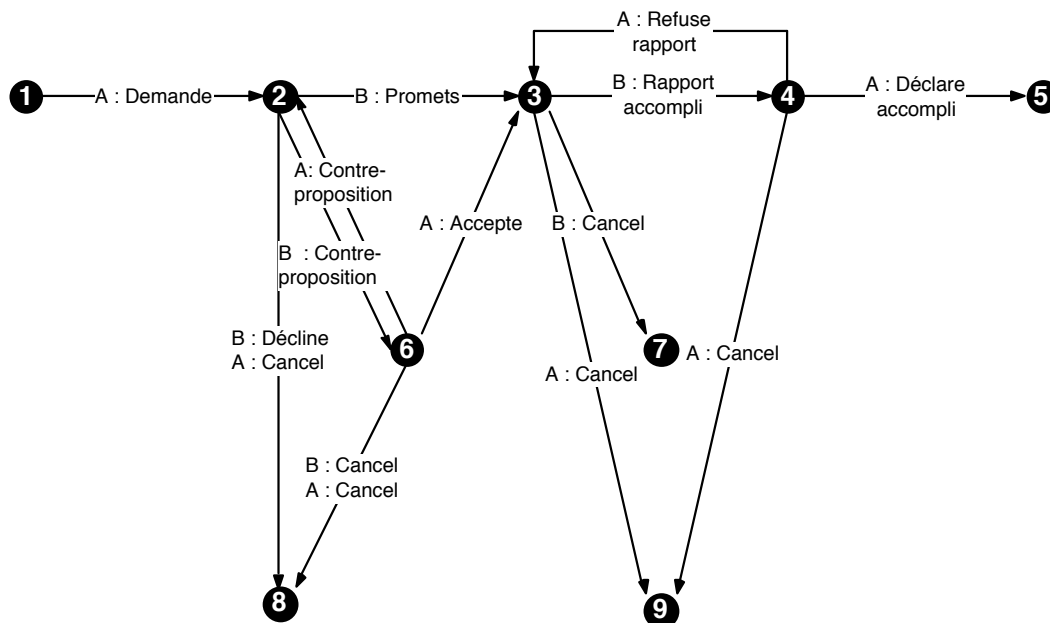 A : Refuse
rapport
1
A : Demande
2
B : Promets
3
B : Rapport
accompli
4
A : Déclare
accompli
5
A: Contre-
proposition
A : Accepte
B : Cancel
B : Contre-
proposition
B : Décline
A : Cancel
6
7
A : Cancel
A : Cancel
B : Cancel
A : Cancel
8
9